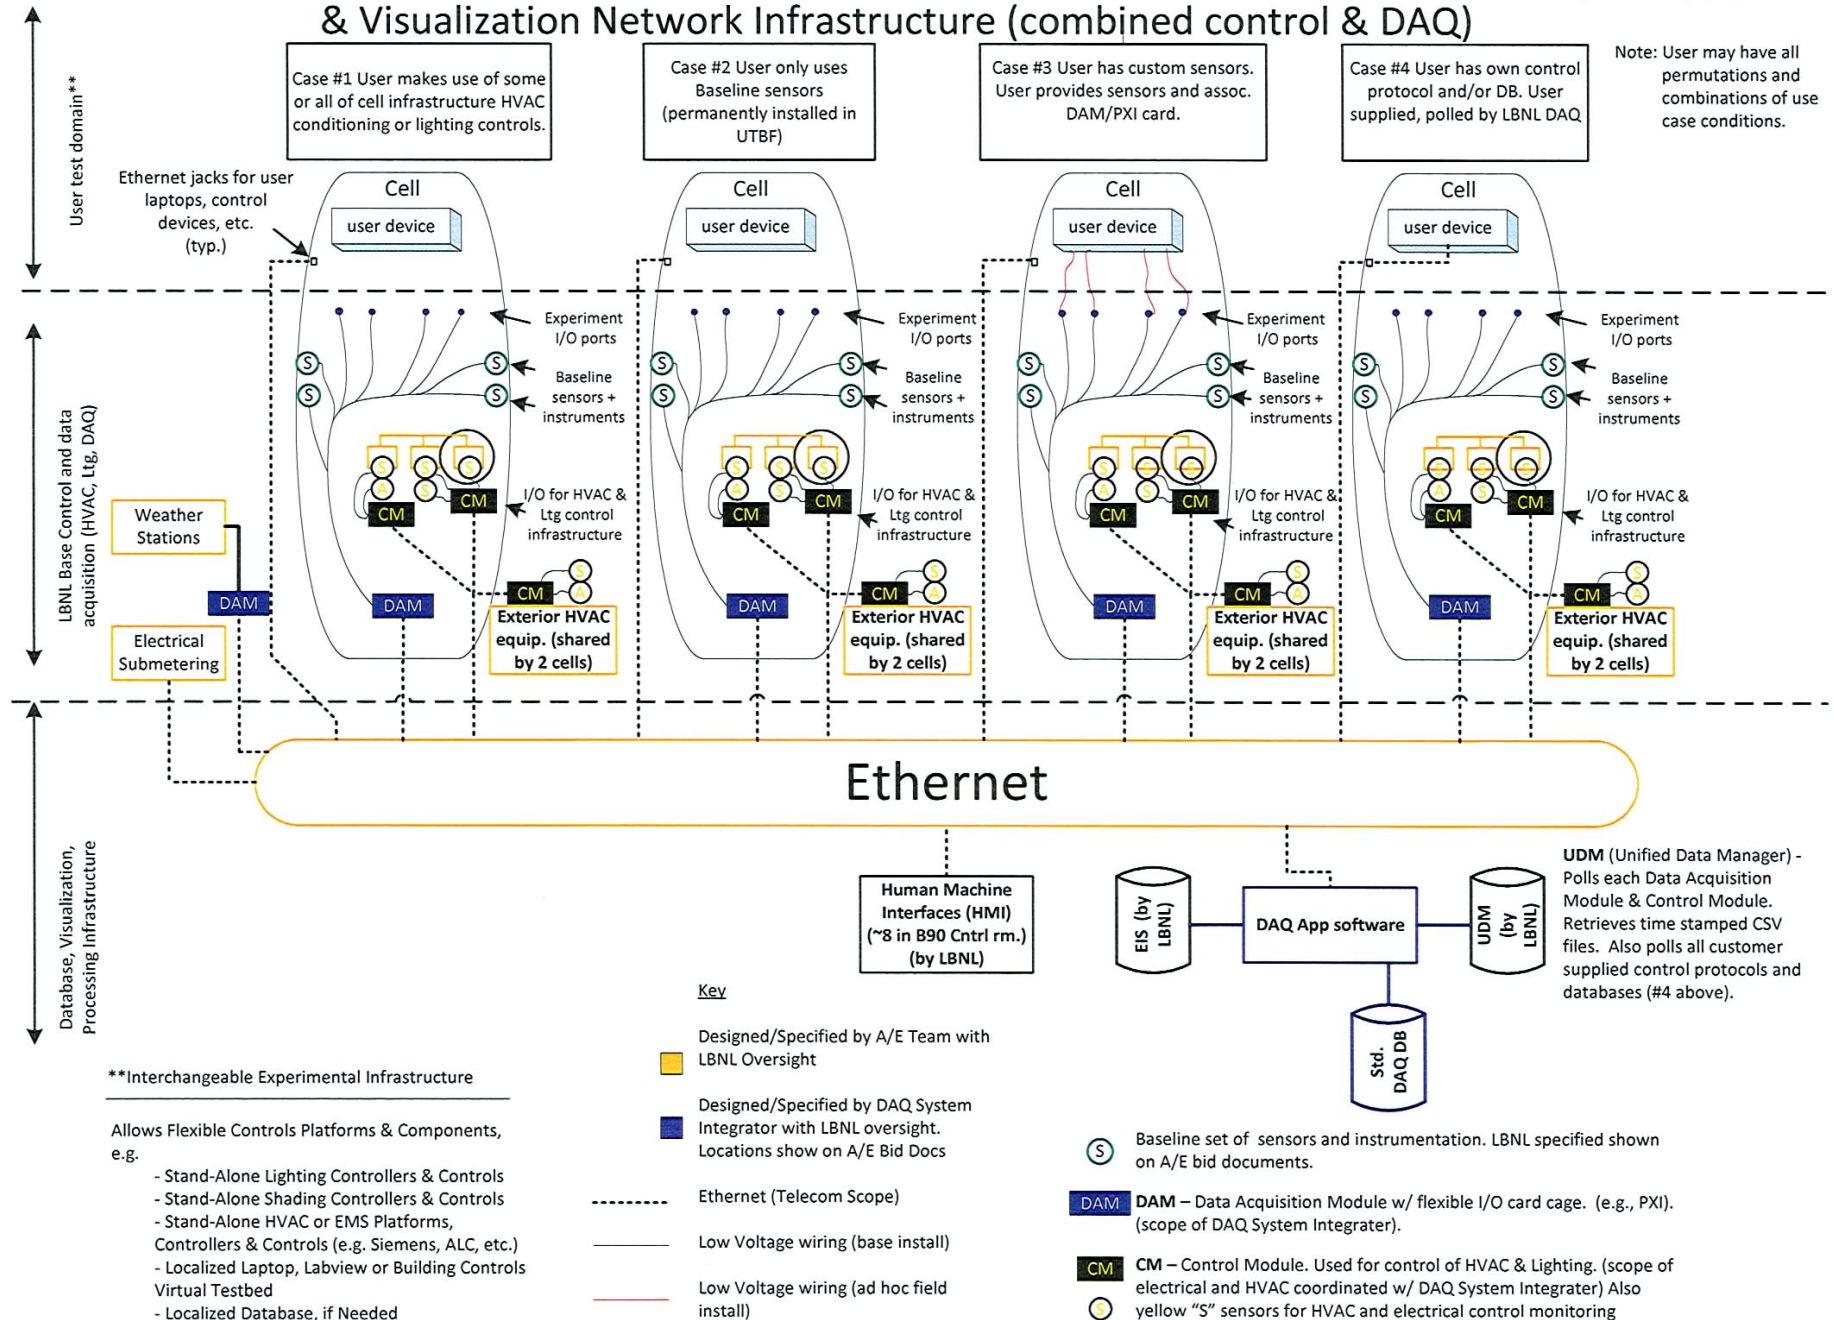 & Visualization Network Infrastructure (combined control & DAQ)
Case #1 User makes use of some
or all of cell infrastructure HVAC
conditioning or lighting controls.
Case #2 User only uses
Baseline sensors
(permanently installed in
UTBF)
Case #3 User has custom sensors.
User provides sensors and assoc.
DAM/PXI card.
Case #4 User has own control
protocol and/or DB. User
supplied, polled by LBNL DAQ
Note: User may have all
permutations and
combinations of use
case conditions.
User test domain**
Ethernet jacks for user
laptops, control
devices, etc.
(typ.)
Cell
user device
Cell
user device
Cell
user device
Cell
user device
LBNL Base Control and data
acquisition (HVAC, Ltg, DAQ)
Experiment
I/O ports
S
S
S
S
Baseline
sensors +
instruments
S
S
S
A
S
CM
CM
I/O for HVAC &
Ltg control
infrastructure
DAM
CM
S
A
Exterior HVAC
equip. (shared
by 2 cells)
Experiment
I/O ports
S
S
S
S
Baseline
sensors +
instruments
S
S
S
A
S
CM
CM
I/O for HVAC &
Ltg control
infrastructure
DAM
CM
S
A
Exterior HVAC
equip. (shared
by 2 cells)
Experiment
I/O ports
S
S
S
S
Baseline
sensors +
instruments
S
S
S
A
S
CM
CM
I/O for HVAC &
Ltg control
infrastructure
DAM
CM
S
A
Exterior HVAC
equip. (shared
by 2 cells)
Experiment
I/O ports
S
S
S
S
Baseline
sensors +
instruments
S
S
S
A
S
CM
CM
I/O for HVAC &
Ltg control
infrastructure
DAM
CM
S
A
Exterior HVAC
equip. (shared
by 2 cells)
Weather
Stations
DAM
Electrical
Submetering
Ethernet
Database, Visualization,
Processing Infrastructure
Human Machine
Interfaces (HMI)
(~8 in B90 Cntrl rm.)
(by LBNL)
EIS (by
LBNL)
DAQ App software
UDM
(by
LBNL)
Std.
DAQ DB
UDM (Unified Data Manager) -
Polls each Data Acquisition
Module & Control Module.
Retrieves time stamped CSV
files. Also polls all customer
supplied control protocols and
databases (#4 above).
**Interchangeable Experimental Infrastructure
Allows Flexible Controls Platforms & Components,
e.g.
- Stand-Alone Lighting Controllers & Controls
- Stand-Alone Shading Controllers & Controls
- Stand-Alone HVAC or EMS Platforms,
Controllers & Controls (e.g. Siemens, ALC, etc.)
- Localized Laptop, Labview or Building Controls
Virtual Testbed
- Localized Database, if Needed
Key
Designed/Specified by A/E Team with
LBNL Oversight
Designed/Specified by DAQ System
Integrator with LBNL oversight.
Locations show on A/E Bid Docs
Ethernet (Telecom Scope)
Low Voltage wiring (base install)
Low Voltage wiring (ad hoc field
install)
S
Baseline set of sensors and instrumentation. LBNL specified shown
on A/E bid documents.
DAM
DAM – Data Acquisition Module w/ flexible I/O card cage. (e.g., PXI).
(scope of DAQ System Integrater).
CM
CM – Control Module. Used for control of HVAC & Lighting. (scope of
electrical and HVAC coordinated w/ DAQ System Integrater) Also
S
yellow “S” sensors for HVAC and electrical control monitoring